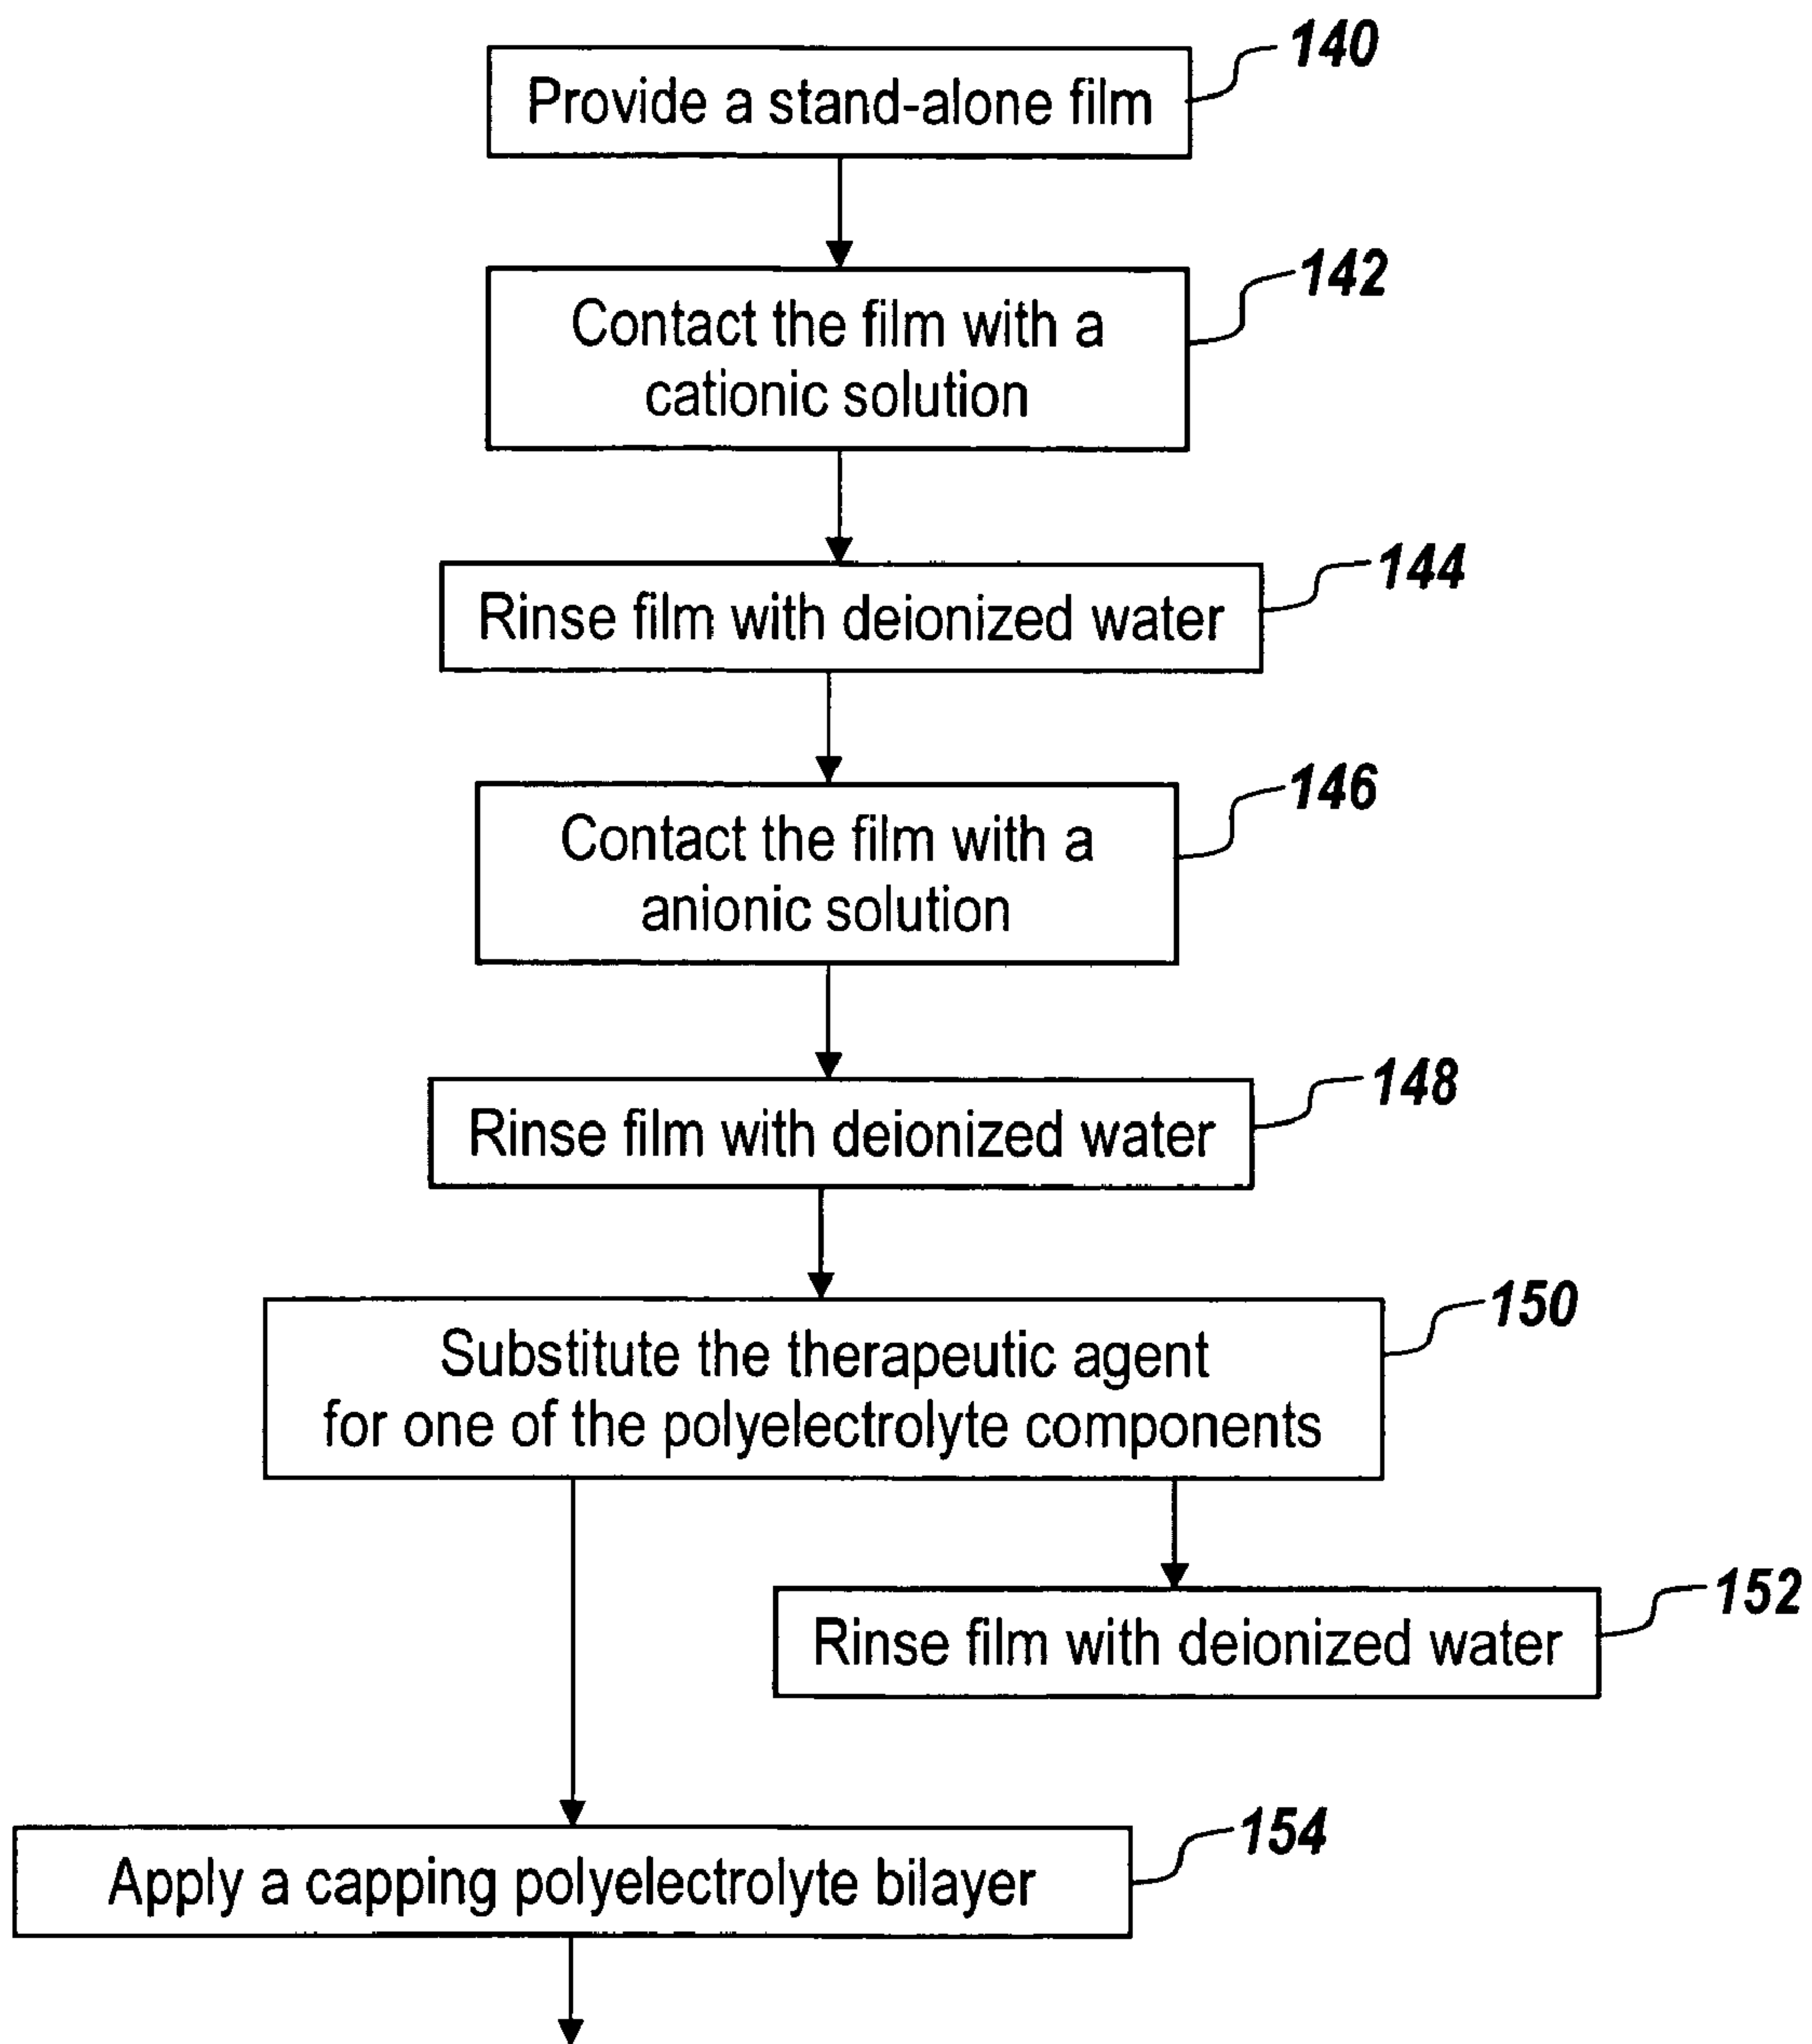 140
Provide a stand-alone film
142
Contact the film with a
cationic solution
144
Rinse film with deionized water
146
Contact the film with a
anionic solution
148
Rinse film with deionized water
150
Substitute the therapeutic agent
for one of the polyelectrolyte components
152
Rinse film with deionized water
154
Apply a capping polyelectrolyte bilayer